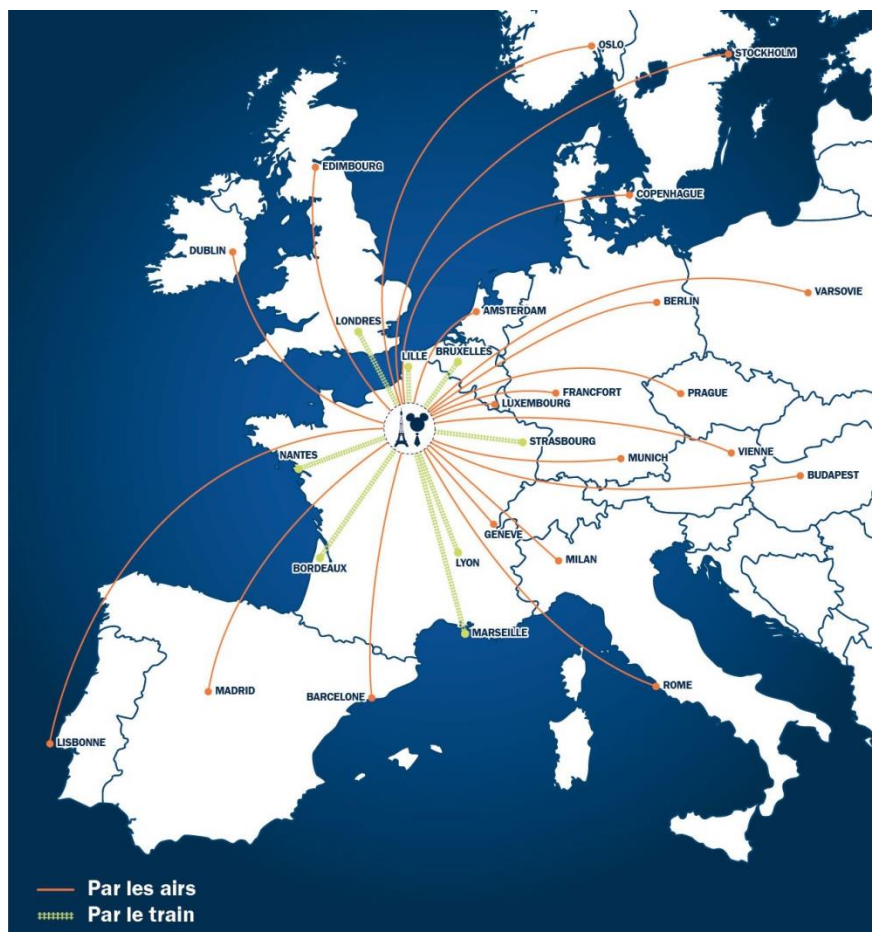 OSLO
STOCKHOLM
EDIMBOURG
COPENHAGUE
DUBLIN
VARSOVIE
BERLIN
AMSTERDAM
LONDRES
BRUXELLES
LILLE
FRANCFORT
PRAGUE
LUXEMBOURG
STRASBOURG
NANTES
VIENNE
MUNICH
BUDAPEST
GENEVE
MILAN
LYON
BORDEAUX
MARSEILLE
ROME
MADRID
BARCELONE
LISBONNE
Par les airs
Par le train